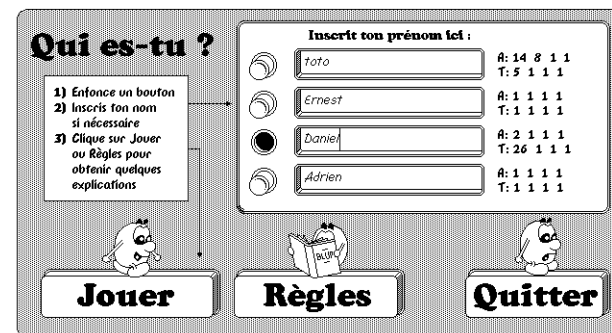 Qui es-tu ?
1) Enfonce un bouton
2) Inscris ton nom
si nécessaire
3) Clique sur Jouer
ou Règles pour
obtenir quelques
explications
Inscrit ton prénom ici :
toto
A: 14 8 1 1
T: 5 1 1 1
Ernest
A: 1 1 1 1
T: 1 1 1 1
Daniel
A: 2 1 1 1
T: 26 1 1 1
Adrien
A: 1 1 1 1
T: 1 1 1 1
BLUPI
Jouer
Règles
Quitter